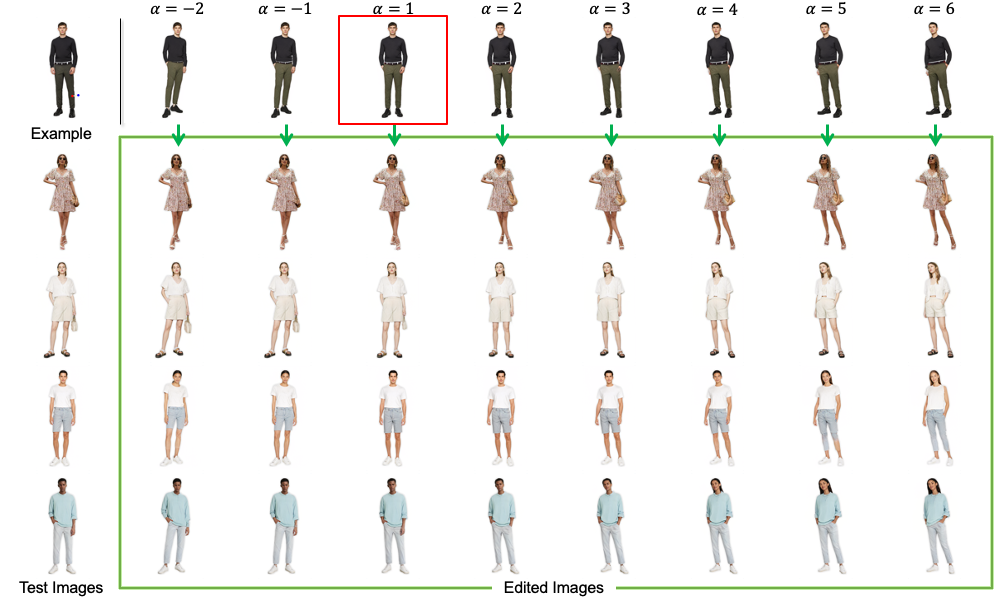 α = −2 α = −1 α = 1 α = 2 α = 3 α = 4 α = 5 α = 6
Example
Test Images
Edited Images